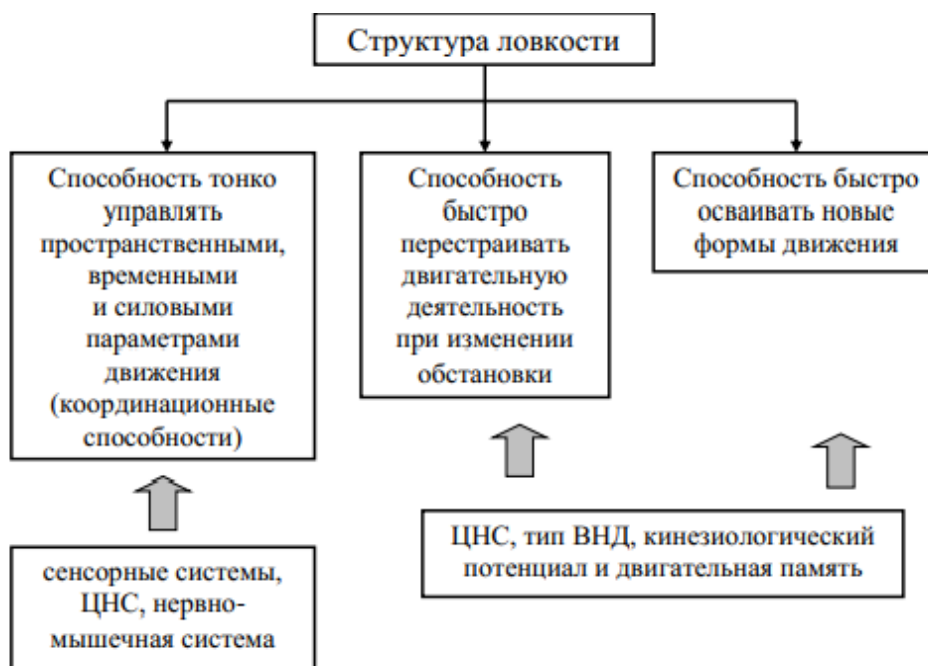 Структура ловкости
Способность тонко
управлять
пространственными,
временными
и силовыми
параметрами
движения
(координационные
способности)
Способность
быстро
перестраивать
двигательную
деятельность
при изменении
обстановки
Способность быстро
осваивать новые
формы движения
сенсорные системы,
ЦНС, нервно-
мышечная система
ЦНС, тип ВНД, кинезиологический
потенциал и двигательная память